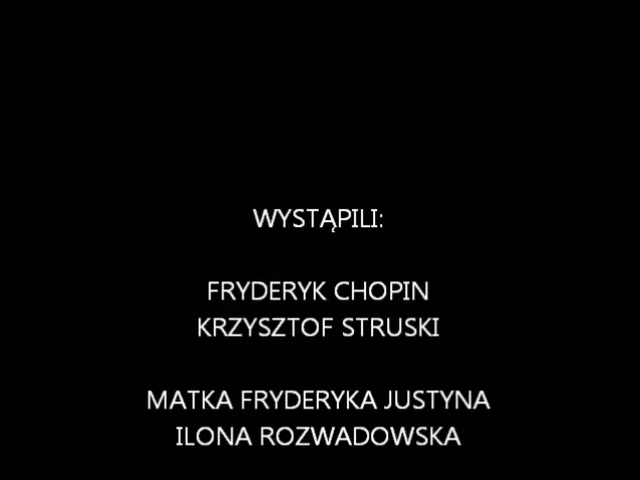 WYSTĄPILI:
FRYDERYK CHOPIN
KRZYSZTOF STRUSKI
MATKA FRYDERYKA JUSTYNA
ILONA ROZWADOWSKA